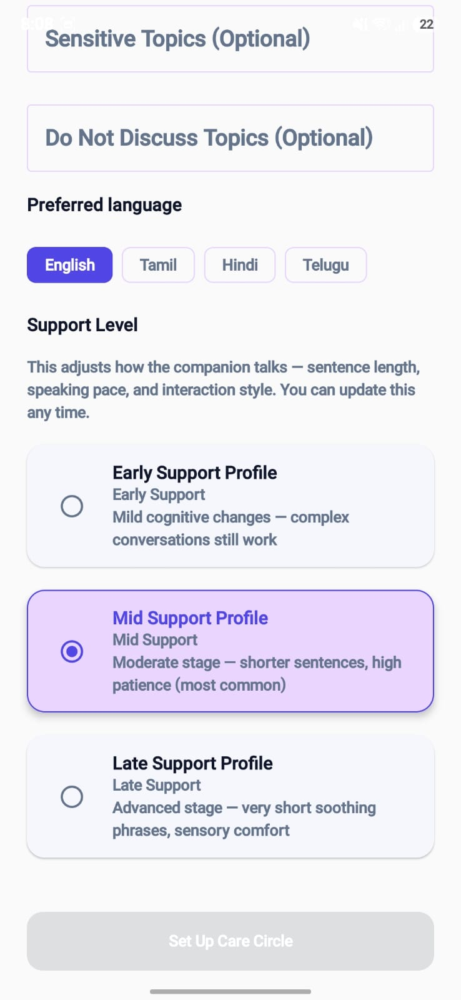 8:08
22
Sensitive Topics (Optional)
Do Not Discuss Topics (Optional)
Preferred language
English Tamil Hindi Telugu
Support Level
This adjusts how the companion talks — sentence length,
speaking pace, and interaction style. You can update this
any time.
Early Support Profile
Early Support
Mild cognitive changes — complex
conversations still work
Mid Support Profile
Mid Support
Moderate stage — shorter sentences, high
patience (most common)
Late Support Profile
Late Support
Advanced stage — very short soothing
phrases, sensory comfort
Set Up Care Circle